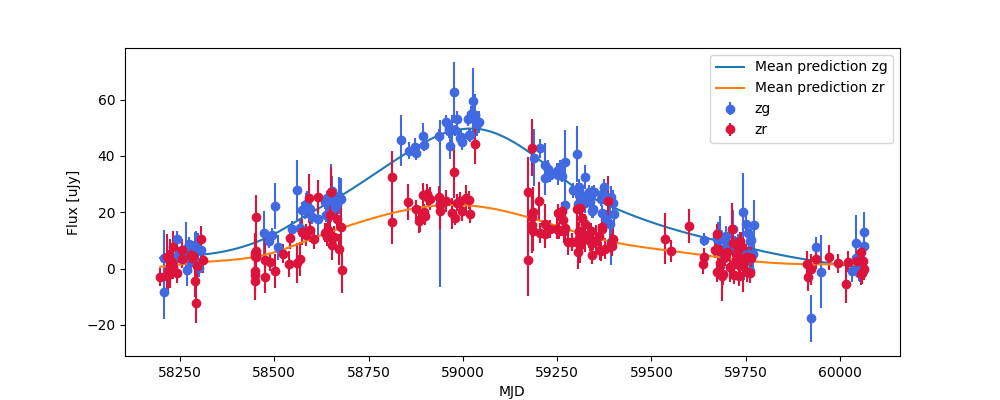 Flux [uJy]
60
40
20
0
−20
58250 58500 58750 59000 59250 59500 59750 60000
MJD
Mean prediction zg
Mean prediction zr
zg
zr